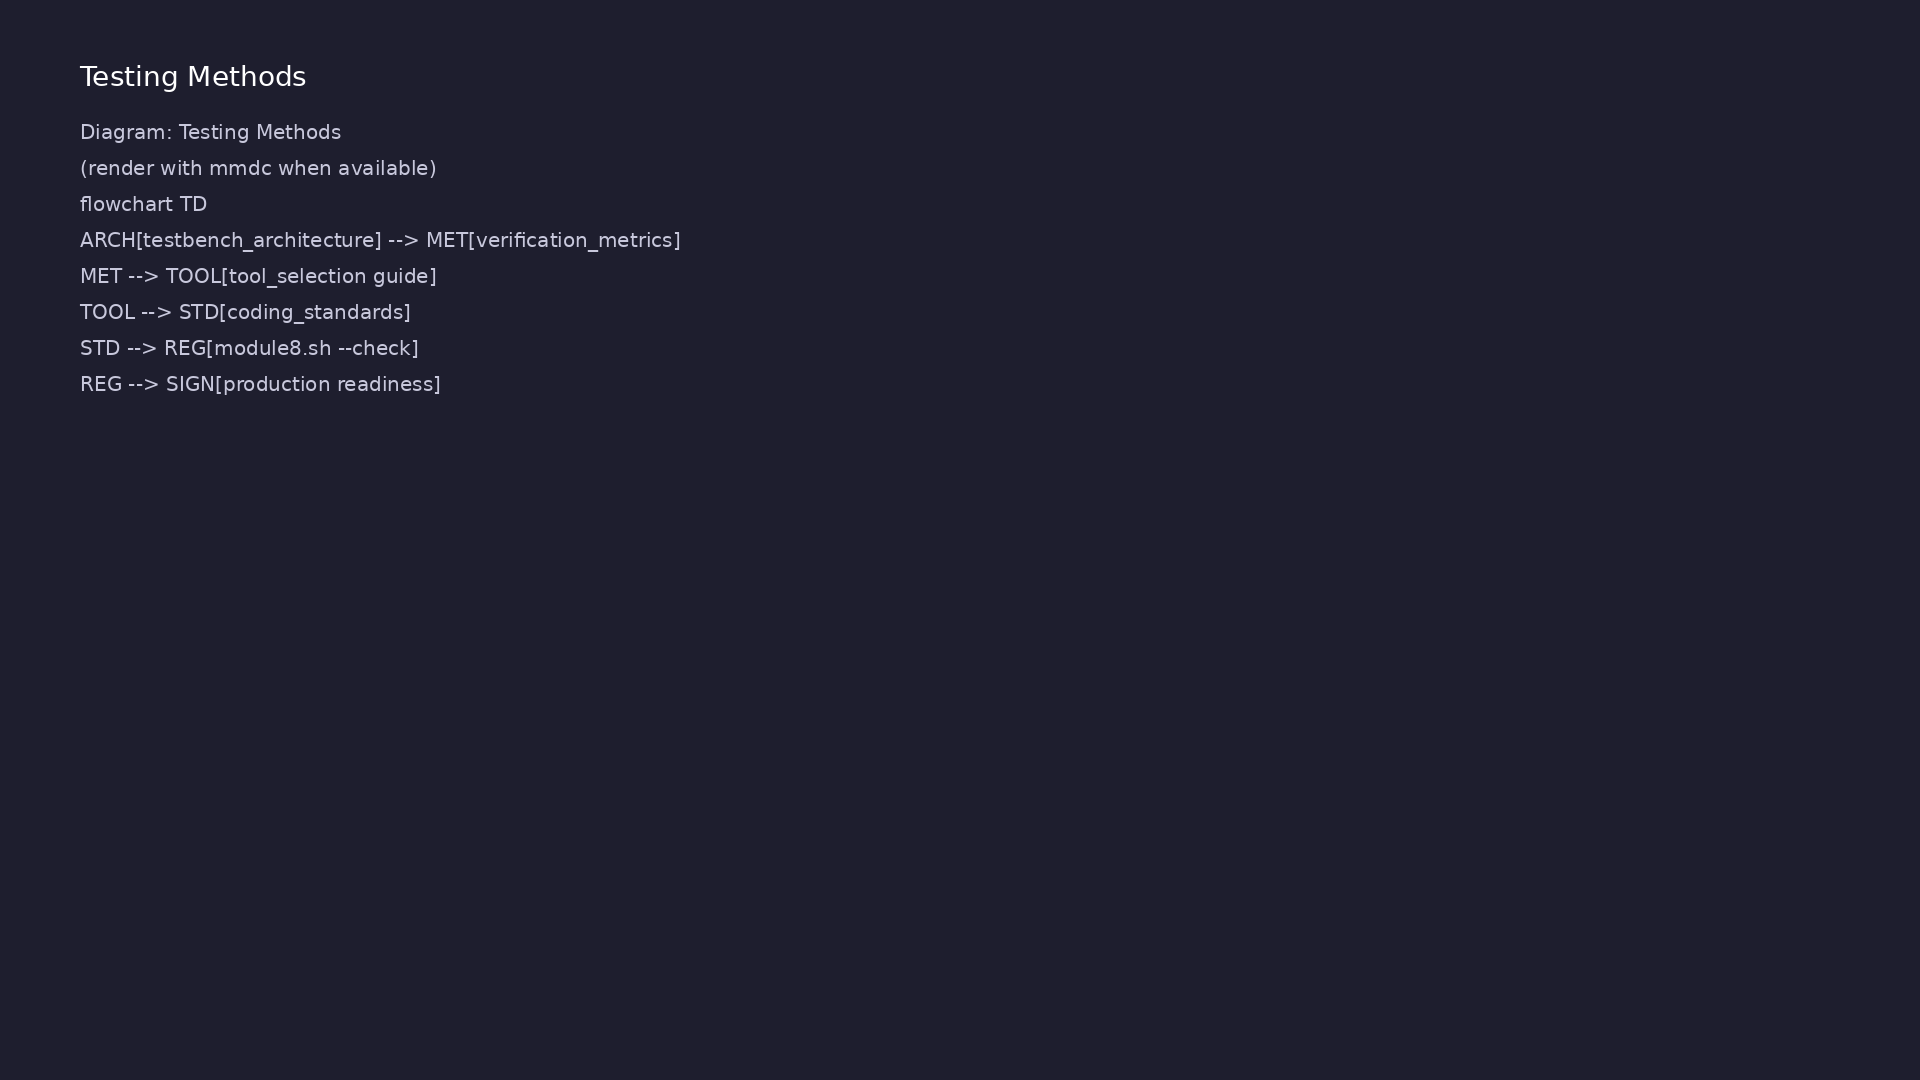 Testing Methods
Diagram: Testing Methods
(render with mmdc when available)
flowchart TD
ARCH[testbench_architecture] --> MET[verification_metrics]
MET --> TOOL[tool_selection guide]
TOOL --> STD[coding_standards]
STD --> REG[module8.sh --check]
REG --> SIGN[production readiness]